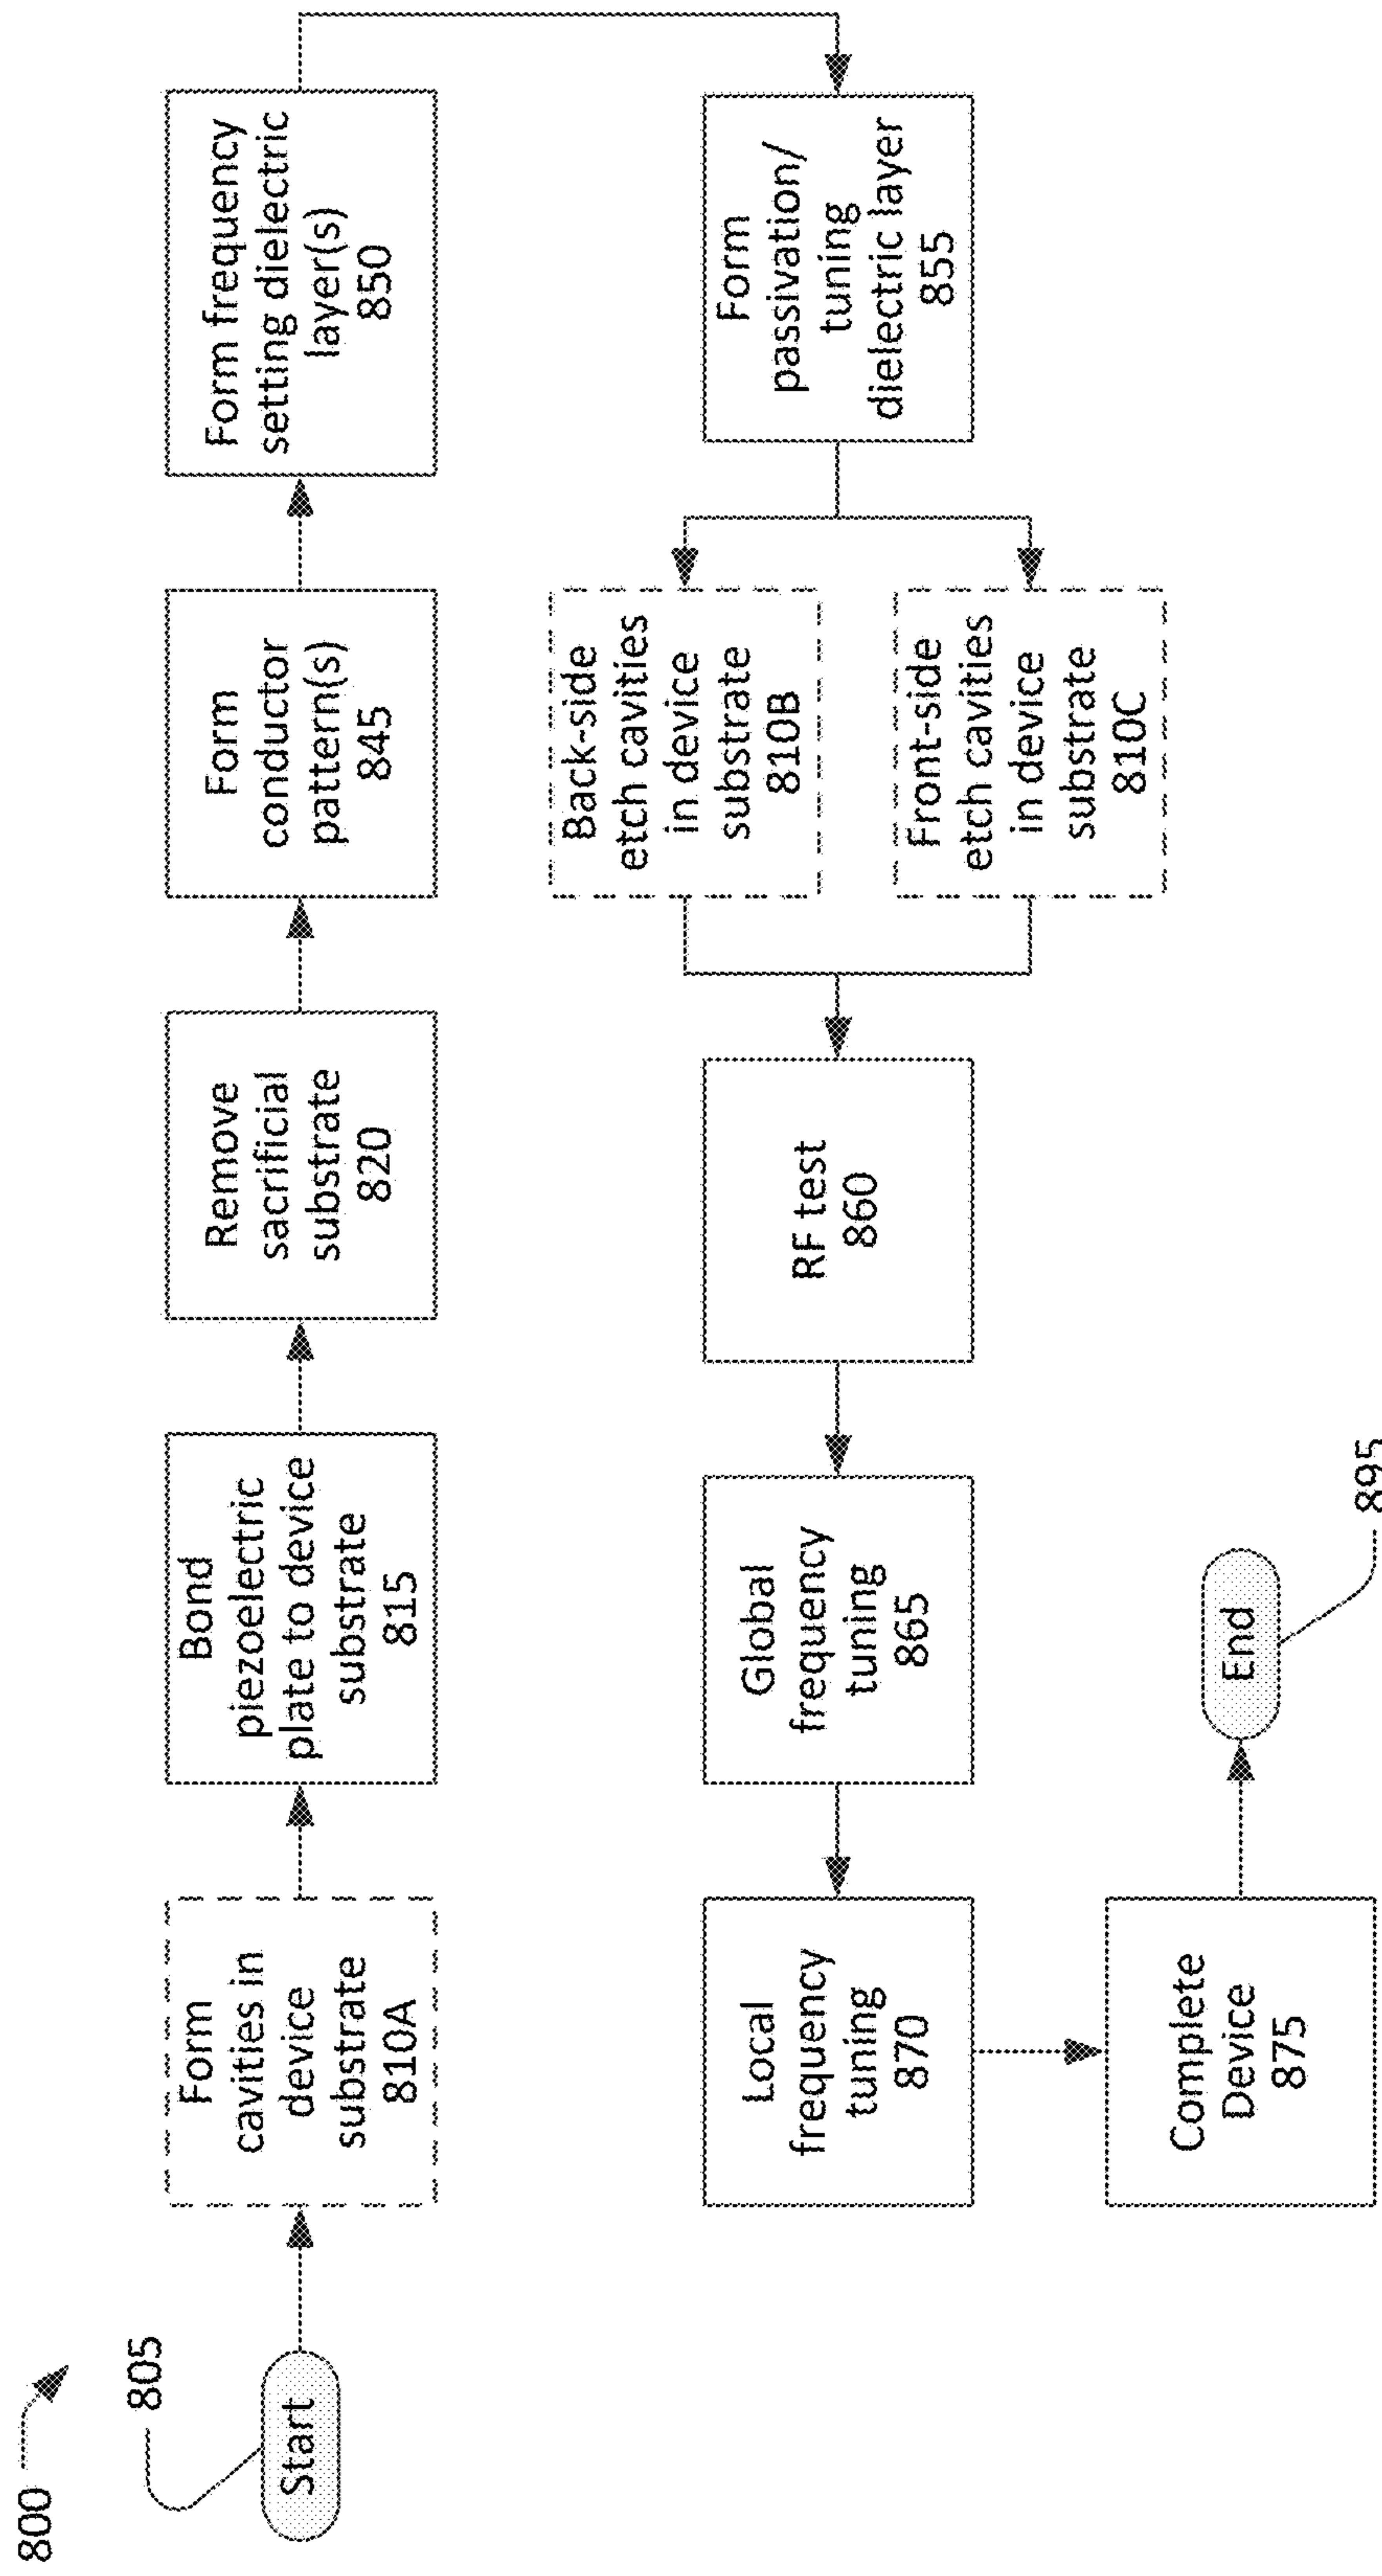 800
805
Start
Form
cavities in
device
substrate
810A
Bond
piezoelectric
plate to device
substrate
815
Remove
sacrificial
substrate
820
Form
conductor
pattern(s)
845
Form frequency
setting dielectric
layer(s)
850
Form
passivation/
tuning
dielectric layer
855
Back-side
etch cavities
in device
substrate
810B
Front-side
etch cavities
in device
substrate
810C
RF test
860
Global
frequency
tuning
865
Local
frequency
tuning
870
Complete
Device
875
End
895